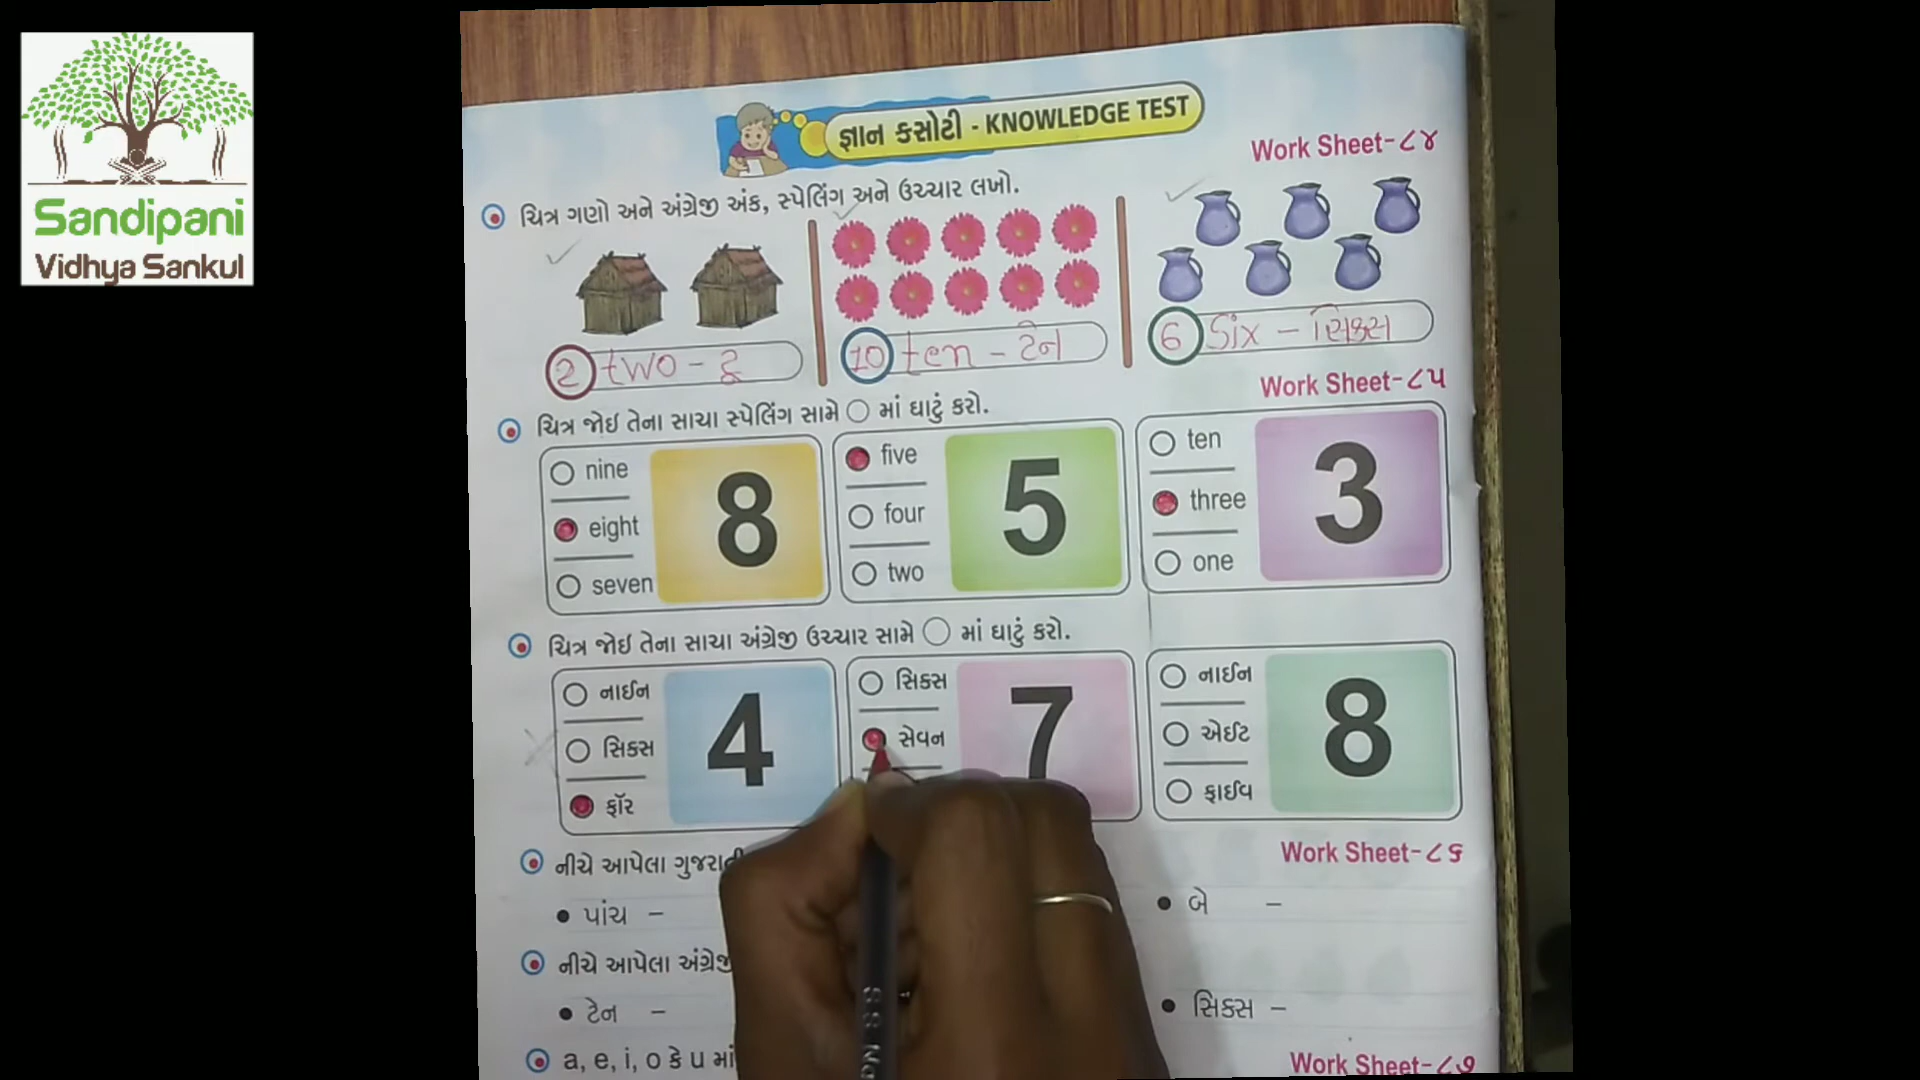 Sandipani
Vidhya Sankul
જ્ઞાન કસોટી - KNOWLEDGE TEST
Work Sheet-૮૪
ચિત્ર ગણો અને અંગ્રેજી અંક, સ્પેલિંગ અને ઉચ્ચાર લખો.
2 two - ટૂ
10 ten - ટેન
6 Six - સિક્સ
Work Sheet-૮૫
ચિત્ર જોઈ તેના સાચા સ્પેલિંગ સામે ○ માં ઘાટું કરો.
nine
eight
seven
8
five
four
two
5
ten
three
one
3
ચિત્ર જોઈ તેના સાચા અંગ્રેજી ઉચ્ચાર સામે ○ માં ઘાટું કરો.
નાઈન
સિક્સ
ફૉર
4
સિક્સ
સેવન
7
નાઈન
એઈટ
ફાઈવ
8
Work Sheet-૮૬
નીચે આપેલા
• પાંચ –
• બે –
નીચે આપેલા
• ટેન –
• સિક્સ –
a, e, i, o કે u માં
Work Sheet-૮૭